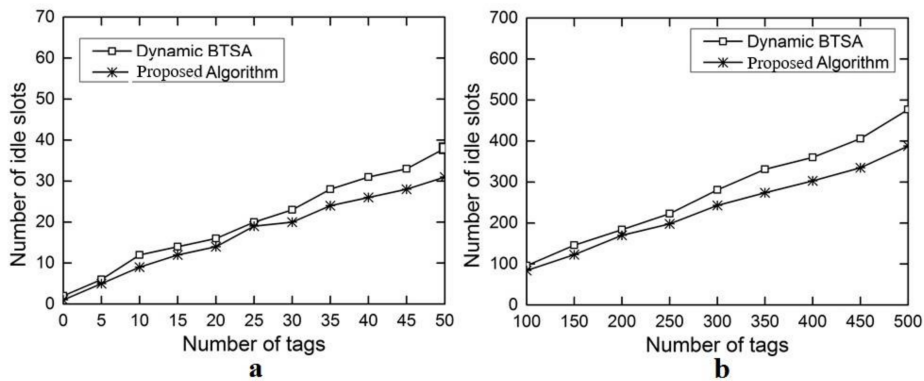 70
60
50
40
30
20
10
0
Number of idle slots
Dynamic BTSA
Proposed Algorithm
0 5 10 15 20 25 30 35 40 45 50
Number of tags
a
700
600
500
400
300
200
100
00
Number of idle slots
Dynamic BTSA
Proposed Algorithm
100 150 200 250 300 350 400 450 500
Number of tags
b